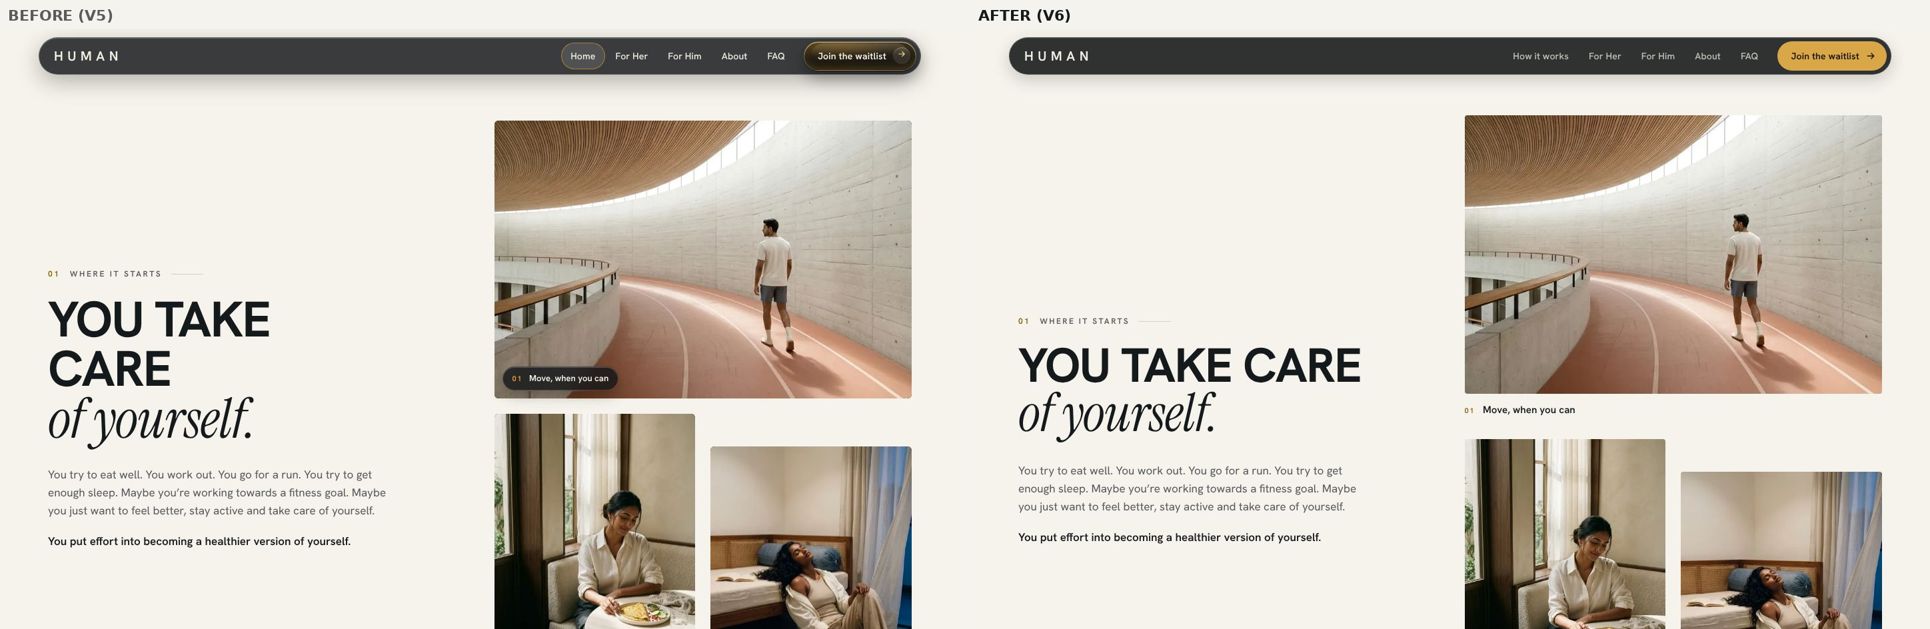 BEFORE (V5)
HUMAN
Home For Her For Him About FAQ Join the waitlist →
01 WHERE IT STARTS
YOU TAKE
CARE
of yourself.
You try to eat well. You work out. You go for a run. You try to get
enough sleep. Maybe you’re working towards a fitness goal. Maybe
you just want to feel better, stay active and take care of yourself.
You put effort into becoming a healthier version of yourself.
01 Move, when you can
AFTER (V6)
HUMAN
How it works For Her For Him About FAQ Join the waitlist →
01 WHERE IT STARTS
YOU TAKE CARE
of yourself.
You try to eat well. You work out. You go for a run. You try to get
enough sleep. Maybe you’re working towards a fitness goal. Maybe
you just want to feel better, stay active and take care of yourself.
You put effort into becoming a healthier version of yourself.
01 Move, when you can